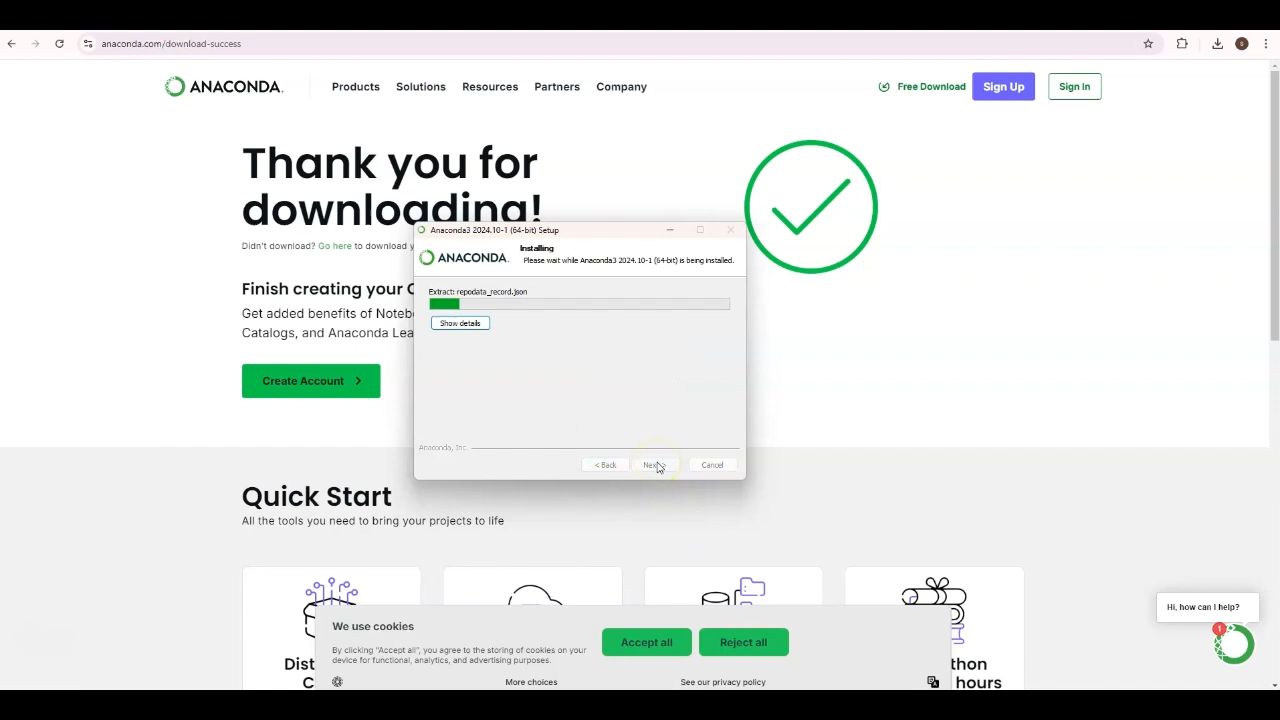 anaconda.com/download-success
S
ANACONDA.
Products
Solutions
Resources
Partners
Company
Free Download
Sign Up
Sign In
Thank you for
downloading!
Didn't download? Go here to download y
Finish creating your
Get added benefits of Noteb
Catalogs, and Anaconda Lea
Create Account
Anaconda3 2024.10-1 (64-bit) Setup
ANACONDA.
Installing
Please wait while Anaconda3 2024.10-1 (64-bit) is being installed.
Extract: repodata_record.json
Show details
Anaconda, Inc.
< Back
Next >
Cancel
Quick Start
All the tools you need to bring your projects to life
We use cookies
By clicking "Accept all", you agree to the storing of cookies on your
device for functional, analytics, and advertising purposes.
Accept all
Reject all
More choices
See our privacy policy
Dist
C
thon
hours
Hi, how can I help?
1